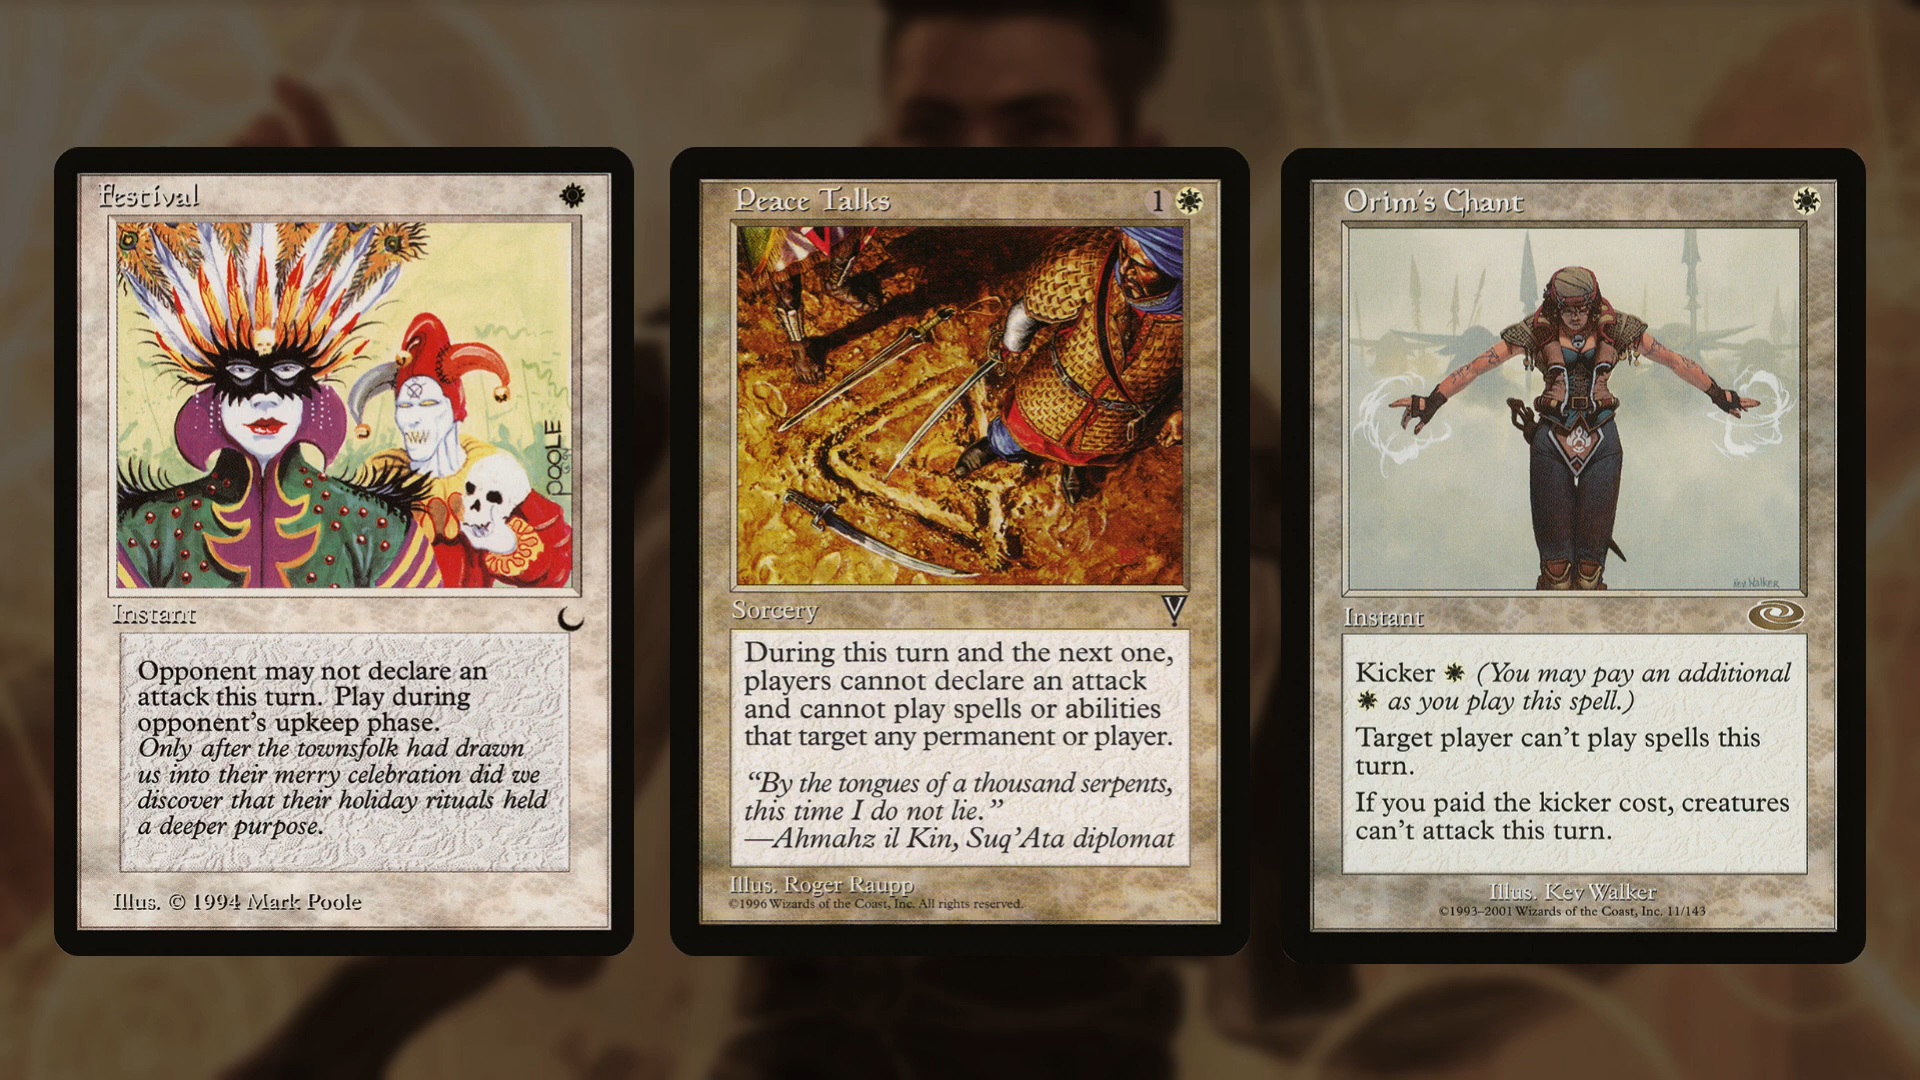 Festival
POOLE
Instant
Opponent may not declare an
attack this turn. Play during
opponent's upkeep phase.
Only after the townsfolk had drawn
us into their merry celebration did we
discover that their holiday rituals held
a deeper purpose.
Illus. © 1994 Mark Poole
Peace Talks
1
Sorcery
During this turn and the next one,
players cannot declare an attack
and cannot play spells or abilities
that target any permanent or player.
“By the tongues of a thousand serpents,
this time I do not lie.”
—Ahmahz il Kin, Suq’Ata diplomat
Illus. Roger Raupp
©1996 Wizards of the Coast, Inc. All rights reserved.
Orim's Chant
Kev Walker
Instant
Kicker (You may pay an additional
as you play this spell.)
Target player can’t play spells this
turn.
If you paid the kicker cost, creatures
can’t attack this turn.
Illus. Kev Walker
©1993–2001 Wizards of the Coast, Inc. 11/143